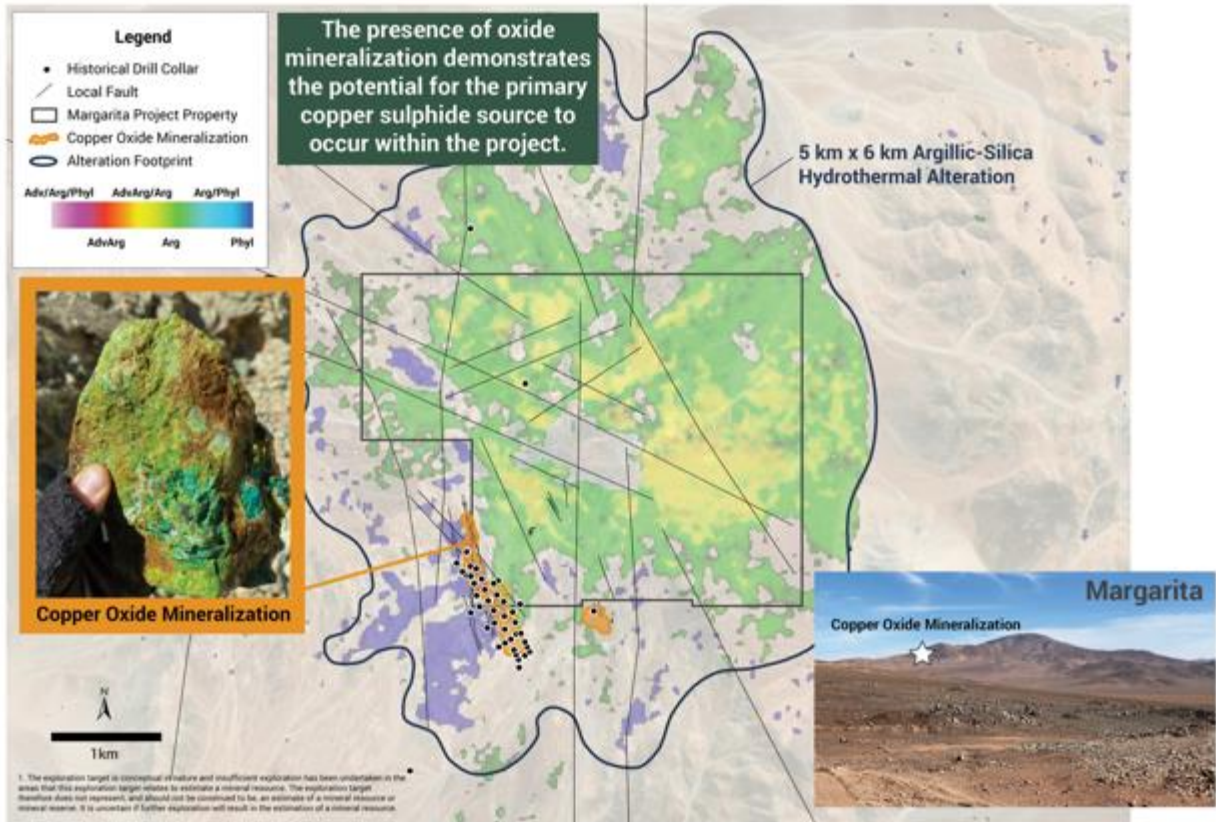 Legend
Historical Drill Collar
Local Fault
Margarita Project Property
Copper Oxide Mineralization
Alteration Footprint
Adv/Arg/Phyl AdvArg/Arg Arg/Phyl
AdvArg Arg Phyl
The presence of oxide
mineralization demonstrates
the potential for the primary
copper sulphide source to
occur within the project.
5 km x 6 km Argillic-Silica
Hydrothermal Alteration
Copper Oxide Mineralization
Margarita
Copper Oxide Mineralization
N
1km
1. The exploration target is conceptual in nature and insufficient exploration has been undertaken in the
areas that this exploration target relates to estimate a mineral resource. The exploration target
therefore does not represent, and should not be construed to be, an estimate of a mineral resource or
mineral reserve. It is uncertain if further exploration will result in the estimation of a mineral resource.